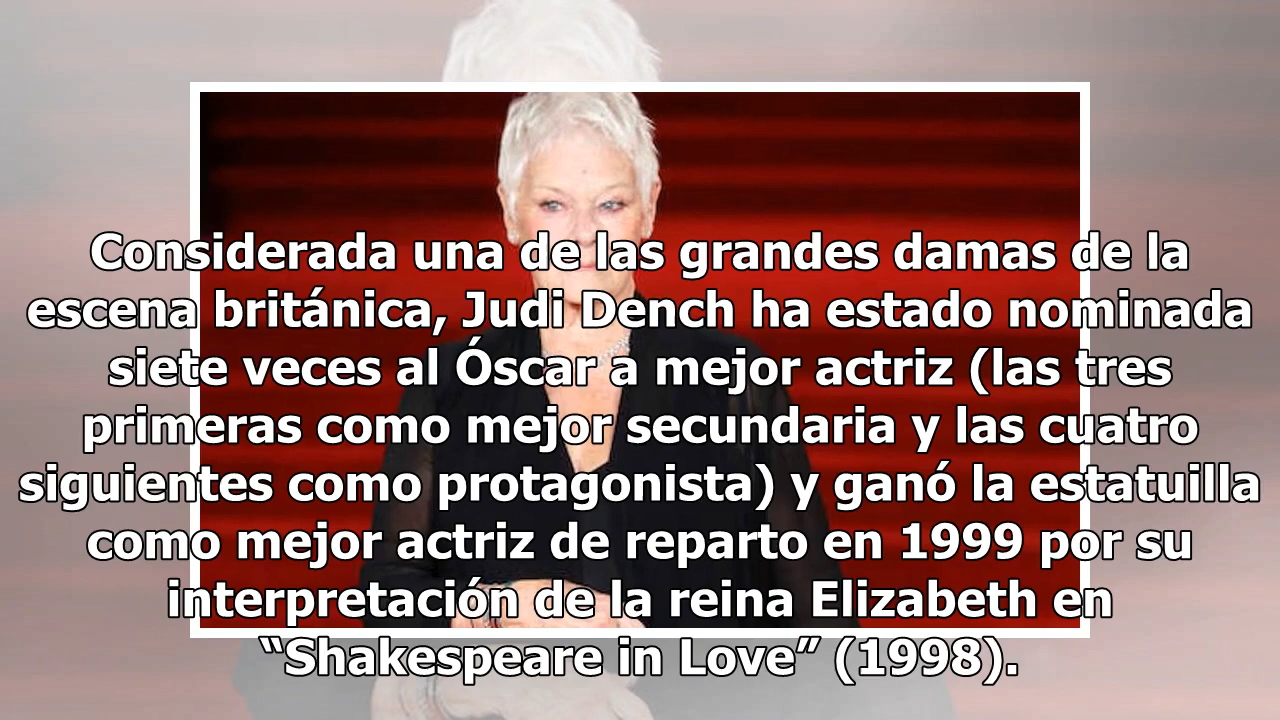 Considerada una de las grandes damas de la
escena británica, Judi Dench ha estado nominada
siete veces al Óscar a mejor actriz (las tres
primeras como mejor secundaria y las cuatro
siguientes como protagonista) y ganó la estatuilla
como mejor actriz de reparto en 1999 por su
interpretación de la reina Elizabeth en
“Shakespeare in Love” (1998).